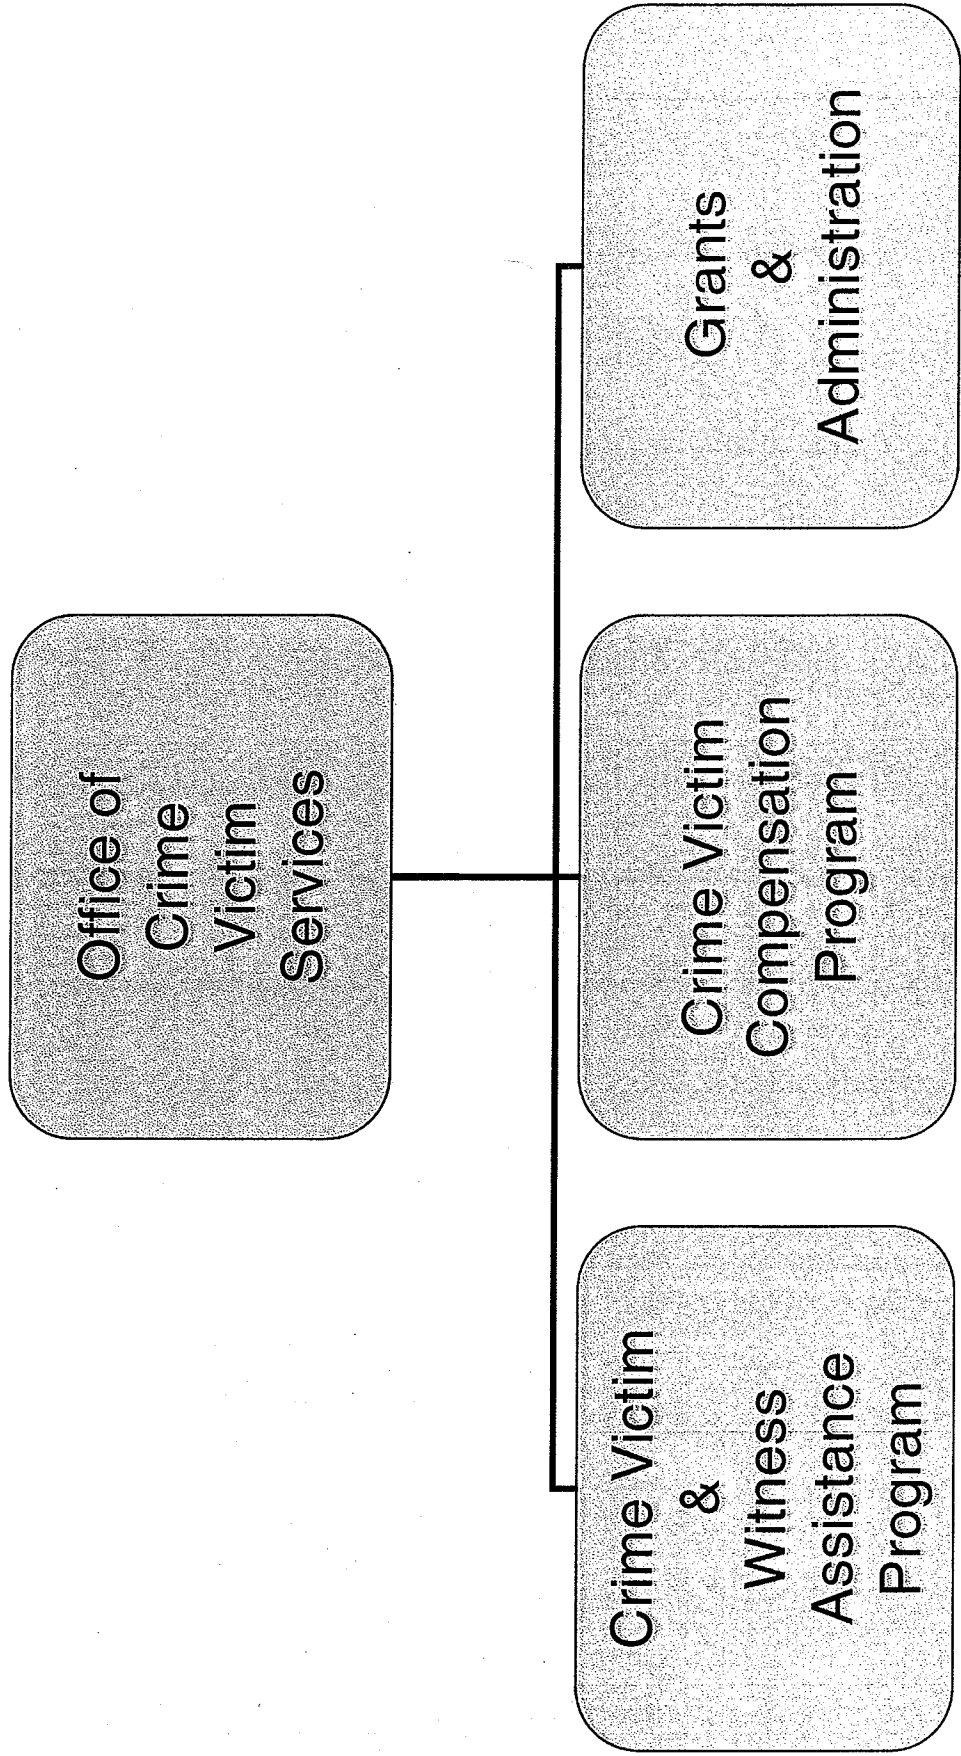 Office of
Crime
Victim
Services
Crime Victim
&
Witness
Assistance
Program
Crime Victim
Compensation
Program
Grants
&
Administration